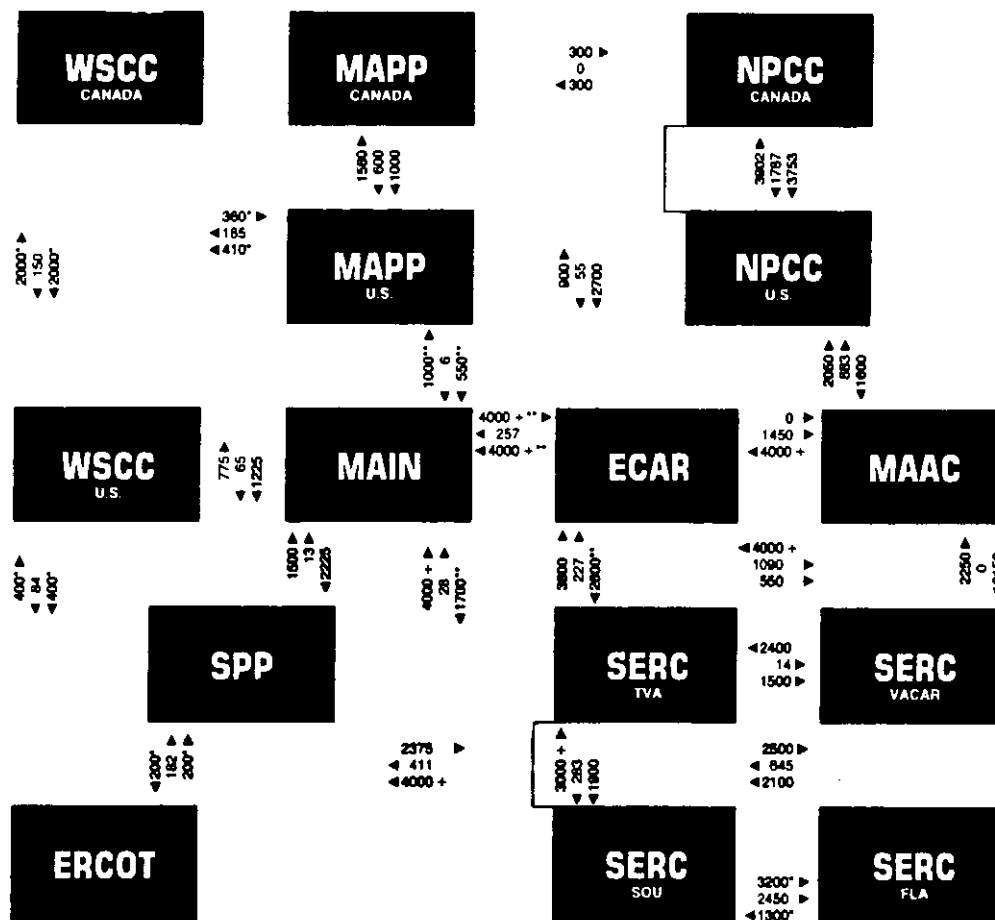 WSCC
CANADA
MAPP
CANADA
300 ▶
0
◀ 300
NPCC
CANADA
1580 ▶
◀ 600
◀ 1000
3902 ▶
◀ 1787
◀ 3753
2000* ▶
◀ 150
◀ 2000*
360* ▶
◀ 185
◀ 410*
MAPP
U.S.
900 ▶
◀ 55
◀ 2700
NPCC
U.S.
1000** ▶
◀ 6
◀ 550**
2050 ▶
883 ▶
◀ 1600
WSCC
U.S.
775 ▶
◀ 65
◀ 1225
MAIN
4000 + ** ▶
◀ 257
◀ 4000 + **
ECAR
0 ▶
1450 ▶
◀ 4000 +
MAAC
400* ▶
◀ 84
◀ 400*
1600 ▶
13 ▶
◀ 2225
4000 + ▶
28 ▶
◀ 1700**
3800 ▶
227 ▶
◀ 2800**
◀ 4000 +
1090 ▶
550 ▶
2250 ▶
0
SPP
SERC
TVA
◀ 2400
14 ▶
1500 ▶
SERC
VACAR
◀ 200*
182 ▶
200* ▶
2375 ▶
◀ 411
◀ 4000 +
3000 + ▶
◀ 283
◀ 1900
2500 ▶
◀ 645
◀ 2100
ERCOT
SERC
SOU
3200* ▶
2450 ▶
◀ 1300*
SERC
FLA